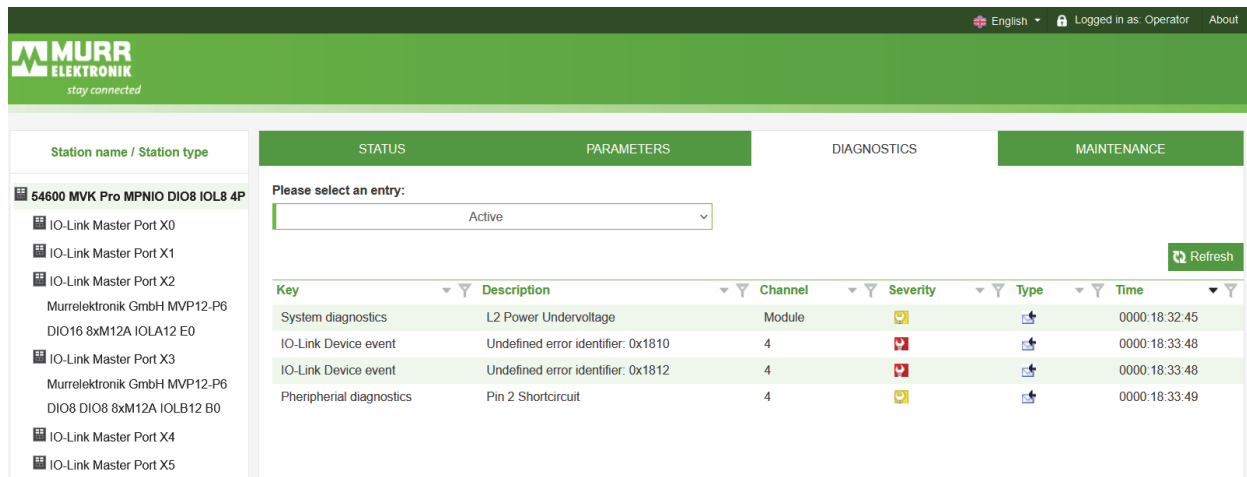 English Logged in as: Operator About
MURR
ELEKTRONIK
stay connected
Station name / Station type
STATUS PARAMETERS DIAGNOSTICS MAINTENANCE
54600 MVK Pro MPNIO DIO8 IOL8 4P
IO-Link Master Port X0
IO-Link Master Port X1
IO-Link Master Port X2
Murrelektronik GmbH MVP12-P6
DIO16 8xM12A IOLA12 E0
IO-Link Master Port X3
Murrelektronik GmbH MVP12-P6
DIO8 DIO8 8xM12A IOLB12 B0
IO-Link Master Port X4
IO-Link Master Port X5
Please select an entry:
Active
Refresh
Key Description Channel Severity Type Time
System diagnostics L2 Power Undervoltage Module 0000:18:32:45
IO-Link Device event Undefined error identifier: 0x1810 4 0000:18:33:48
IO-Link Device event Undefined error identifier: 0x1812 4 0000:18:33:48
Pheripherial diagnostics Pin 2 Shortcircuit 4 0000:18:33:49